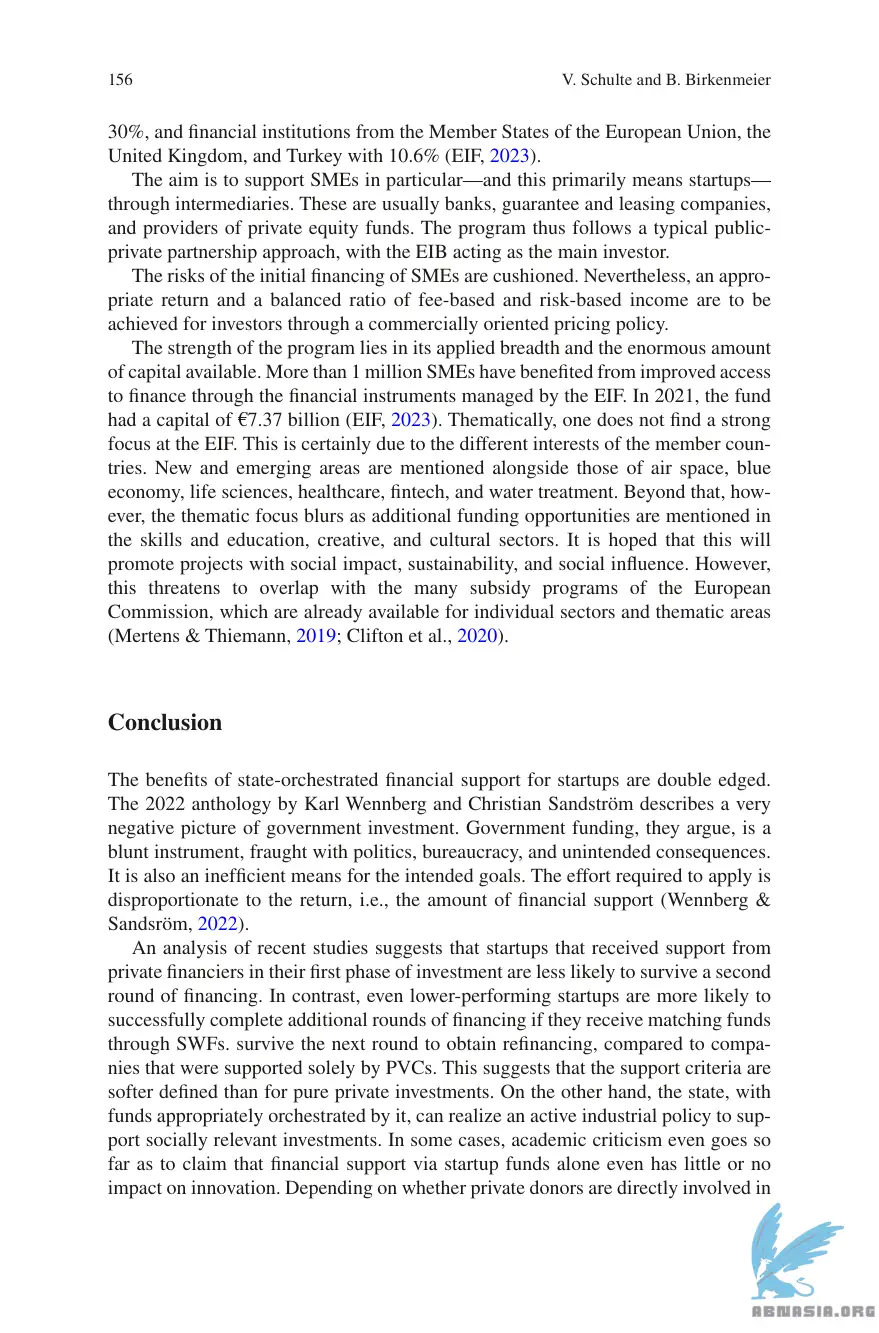 156
V. Schulte and B. Birkenmeier
30%, and financial institutions from the Member States of the European Union, the
United Kingdom, and Turkey with 10.6% (EIF, 2023).
The aim is to support SMEs in particular—and this primarily means startups—
through intermediaries. These are usually banks, guarantee and leasing companies,
and providers of private equity funds. The program thus follows a typical public-
private partnership approach, with the EIB acting as the main investor.
The risks of the initial financing of SMEs are cushioned. Nevertheless, an appro-
priate return and a balanced ratio of fee-based and risk-based income are to be
achieved for investors through a commercially oriented pricing policy.
The strength of the program lies in its applied breadth and the enormous amount
of capital available. More than 1 million SMEs have benefited from improved access
to finance through the financial instruments managed by the EIF. In 2021, the fund
had a capital of €7.37 billion (EIF, 2023). Thematically, one does not find a strong
focus at the EIF. This is certainly due to the different interests of the member coun-
tries. New and emerging areas are mentioned alongside those of air space, blue
economy, life sciences, healthcare, fintech, and water treatment. Beyond that, how-
ever, the thematic focus blurs as additional funding opportunities are mentioned in
the skills and education, creative, and cultural sectors. It is hoped that this will
promote projects with social impact, sustainability, and social influence. However,
this threatens to overlap with the many subsidy programs of the European
Commission, which are already available for individual sectors and thematic areas
(Mertens & Thiemann, 2019; Clifton et al., 2020).
Conclusion
The benefits of state-orchestrated financial support for startups are double edged.
The 2022 anthology by Karl Wennberg and Christian Sandström describes a very
negative picture of government investment. Government funding, they argue, is a
blunt instrument, fraught with politics, bureaucracy, and unintended consequences.
It is also an inefficient means for the intended goals. The effort required to apply is
disproportionate to the return, i.e., the amount of financial support (Wennberg &
Sandsröm, 2022).
An analysis of recent studies suggests that startups that received support from
private financiers in their first phase of investment are less likely to survive a second
round of financing. In contrast, even lower-performing startups are more likely to
successfully complete additional rounds of financing if they receive matching funds
through SWFs. survive the next round to obtain refinancing, compared to compa-
nies that were supported solely by PVCs. This suggests that the support criteria are
softer defined than for pure private investments. On the other hand, the state, with
funds appropriately orchestrated by it, can realize an active industrial policy to sup-
port socially relevant investments. In some cases, academic criticism even goes so
far as to claim that financial support via startup funds alone even has little or no
impact on innovation. Depending on whether private donors are directly involved in
ABNASIA.ORG